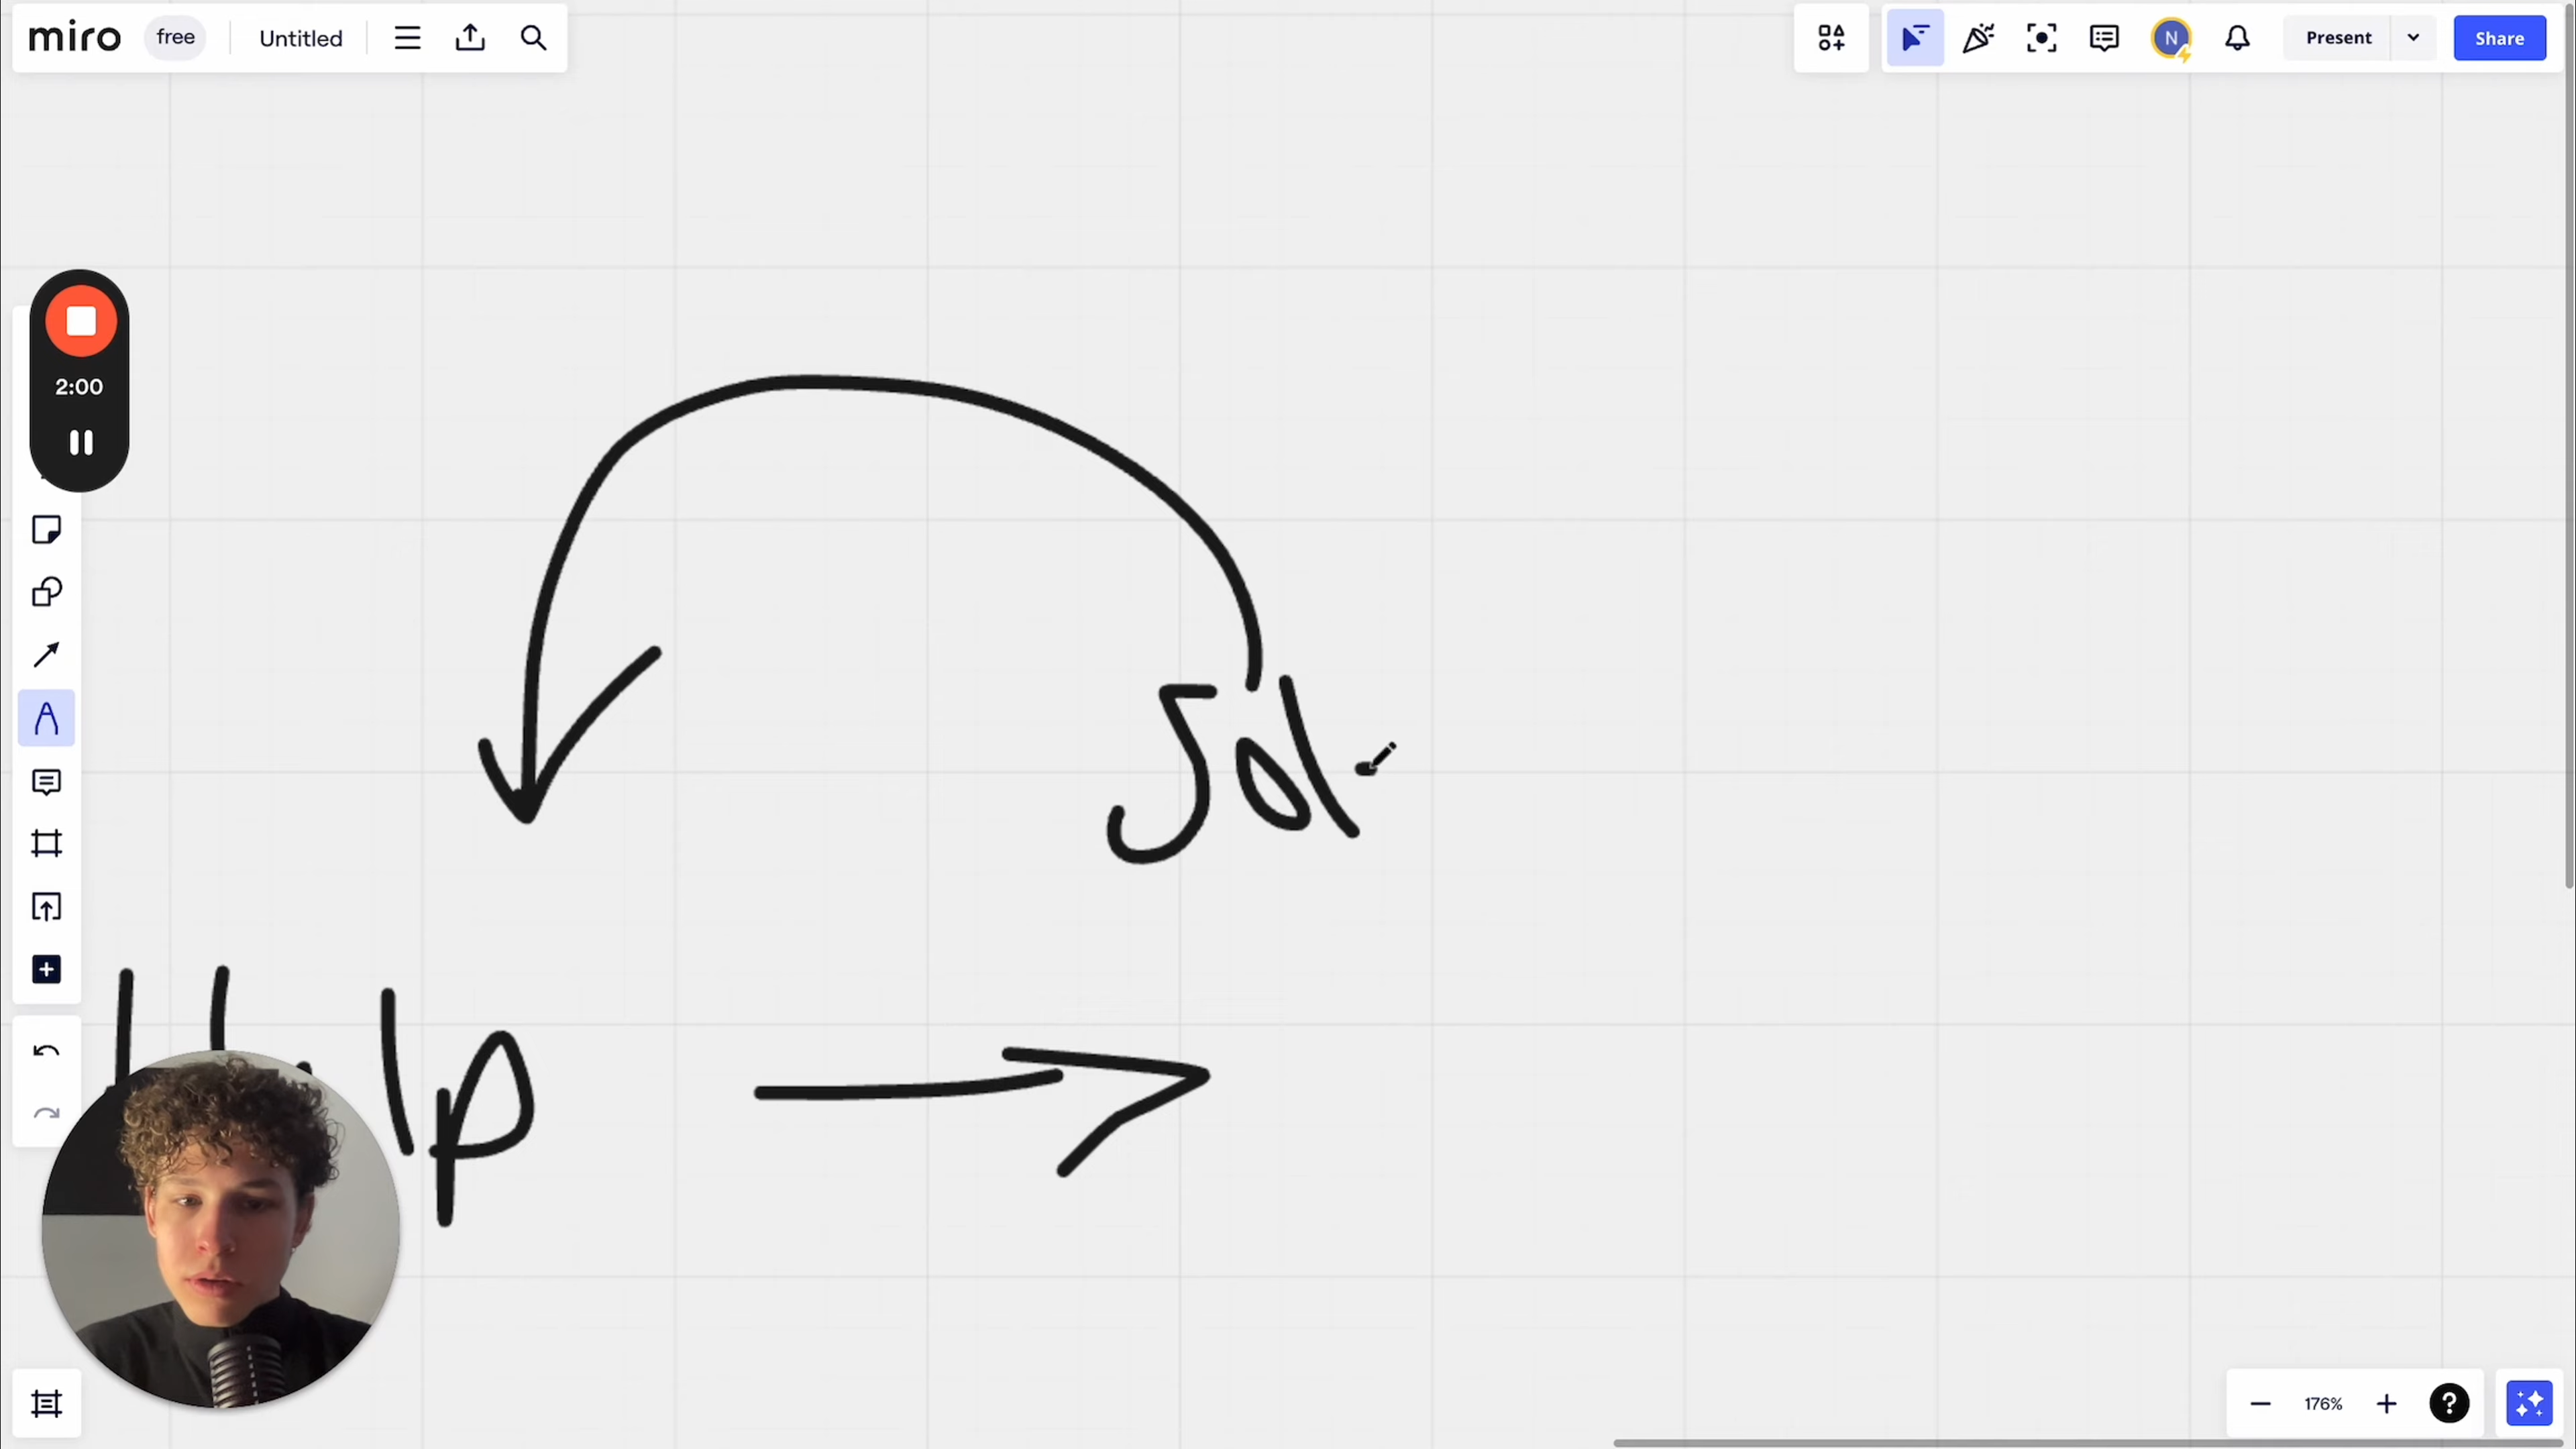 miro free Untitled
N Present Share
2:00
Sol
Help
176%
?